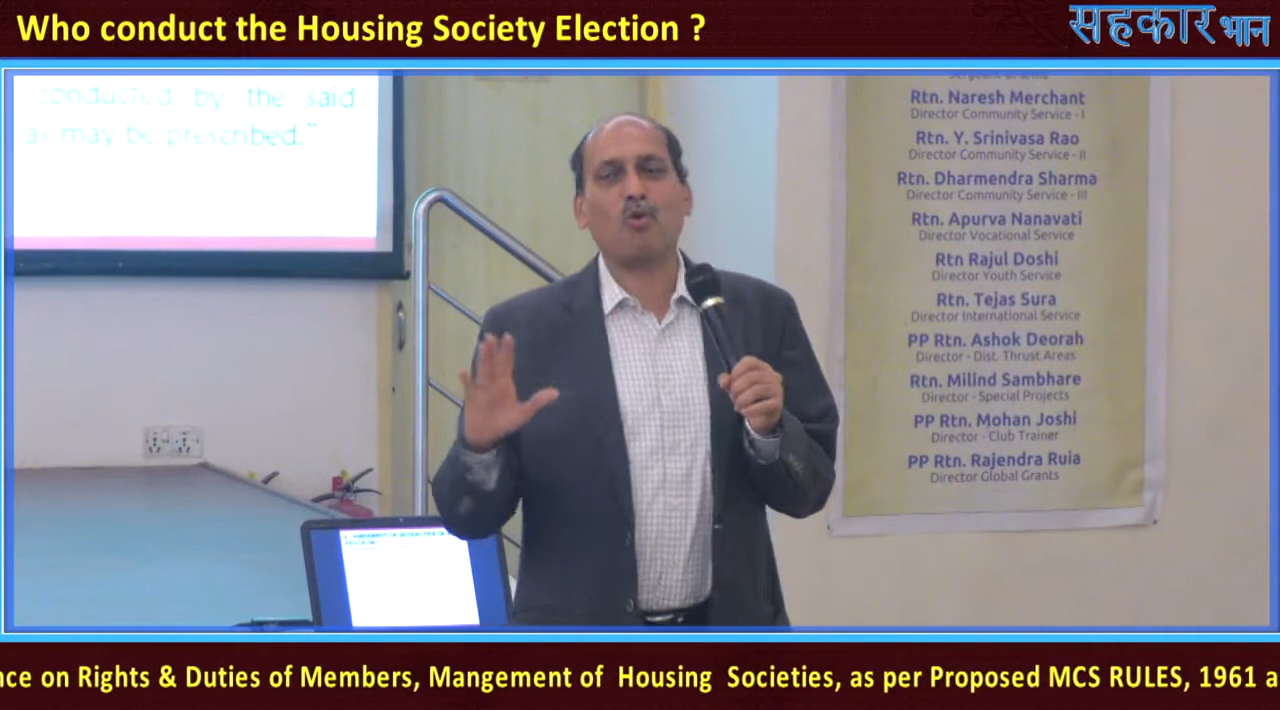 Who conduct the Housing Society Election ?
सहकार भान
conducted by the said
as may be prescribed."
Rtn. Naresh Merchant
Director Community Service - I
Rtn. Y. Srinivasa Rao
Director Community Service - II
Rtn. Dharmendra Sharma
Director Community Service - III
Rtn. Apurva Nanavati
Director Vocational Service
Rtn Rajul Doshi
Director Youth Service
Rtn. Tejas Sura
Director International Service
PP Rtn. Ashok Deorah
Director - Dist. Thrust Areas
Rtn. Milind Sambhare
Director - Special Projects
PP Rtn. Mohan Joshi
Director - Club Trainer
PP Rtn. Rajendra Ruia
Director Global Grants
nce on Rights & Duties of Members, Mangement of Housing Societies, as per Proposed MCS RULES, 1961 a